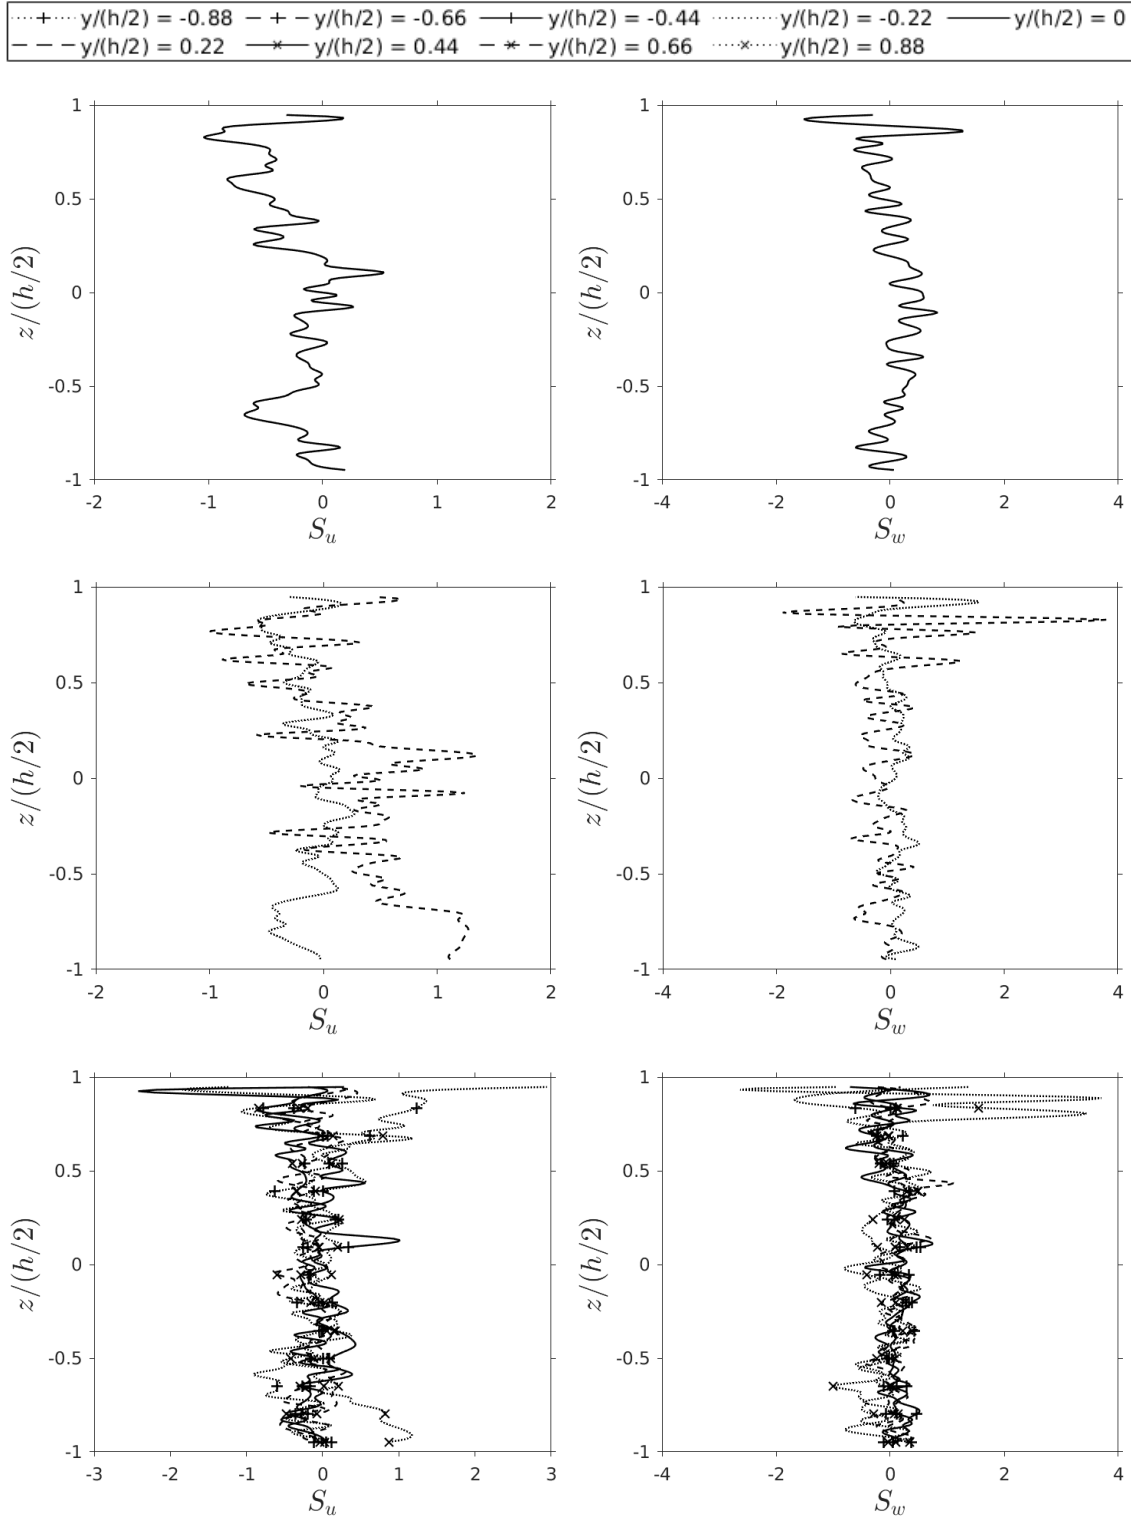 y/(h/2) = -0.88 y/(h/2) = -0.66 y/(h/2) = -0.44 y/(h/2) = -0.22 y/(h/2) = 0
y/(h/2) = 0.22 y/(h/2) = 0.44 y/(h/2) = 0.66 y/(h/2) = 0.88
1
0.5
0
-0.5
-1
z/(h/2)
-2 -1 0 1 2
S_u
1
0.5
0
-0.5
-1
z/(h/2)
-4 -2 0 2 4
S_w
1
0.5
0
-0.5
-1
z/(h/2)
-2 -1 0 1 2
S_u
1
0.5
0
-0.5
-1
z/(h/2)
-4 -2 0 2 4
S_w
1
0.5
0
-0.5
-1
z/(h/2)
-3 -2 -1 0 1 2 3
S_u
1
0.5
0
-0.5
-1
z/(h/2)
-4 -2 0 2 4
S_w